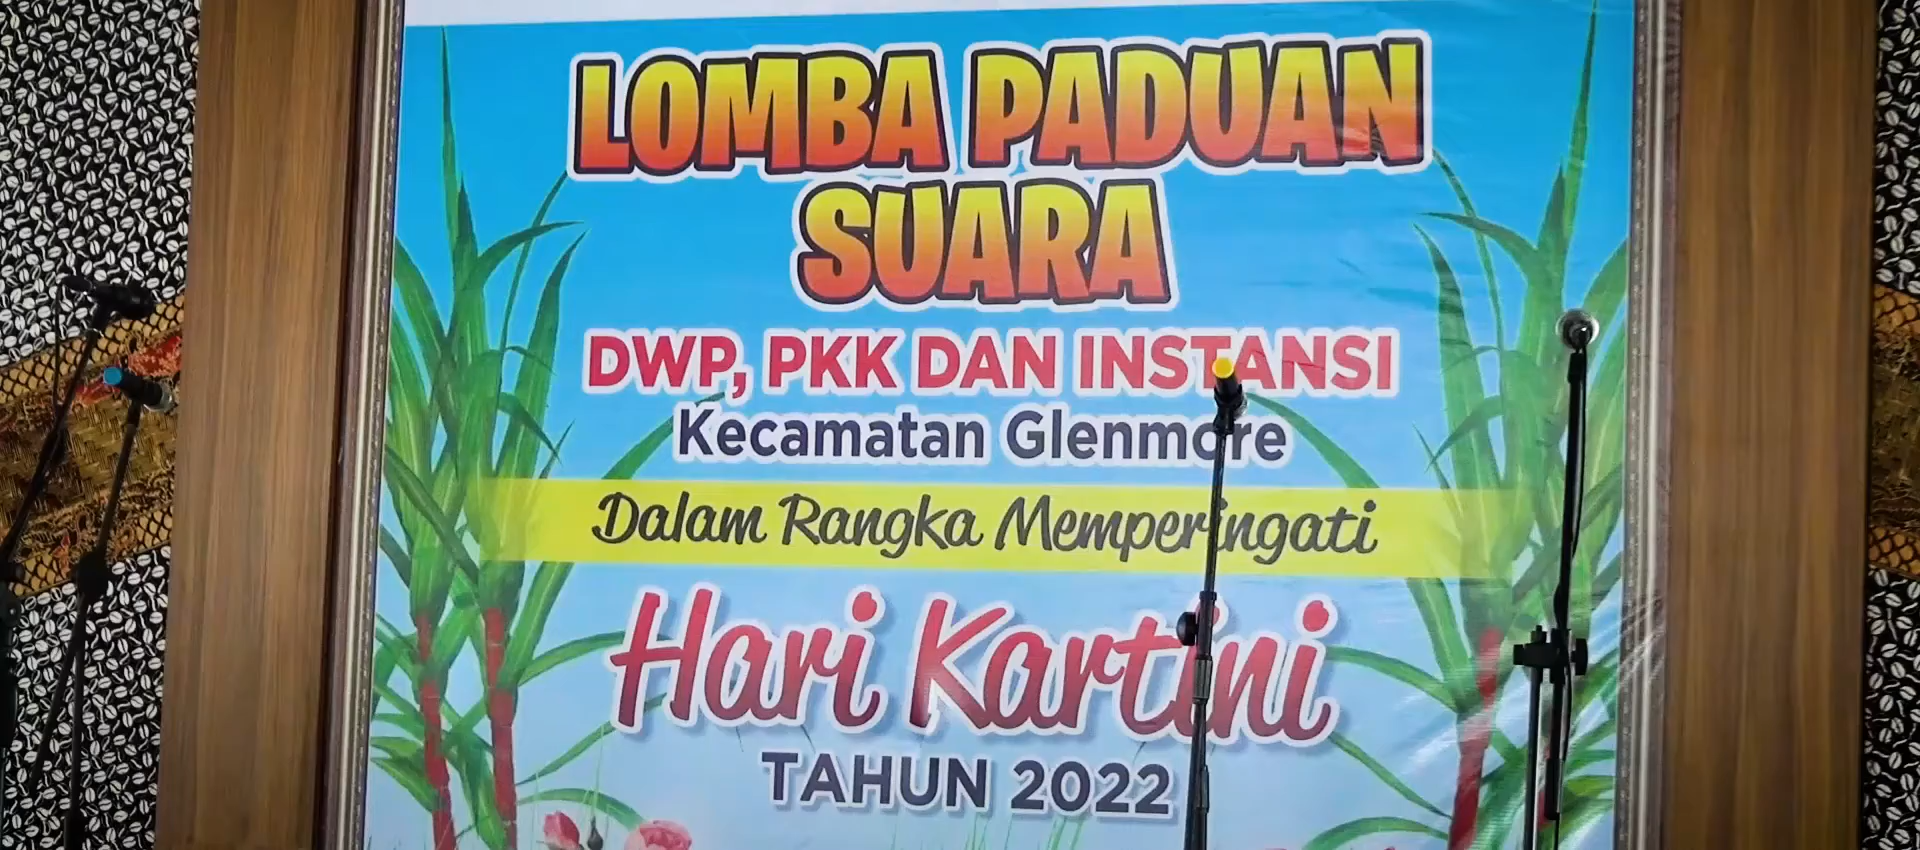 LOMBA PADUAN
SUARA
DWP, PKK DAN INSTANSI
Kecamatan Glenmore
Dalam Rangka Memperingati
Hari Kartini
TAHUN 2022